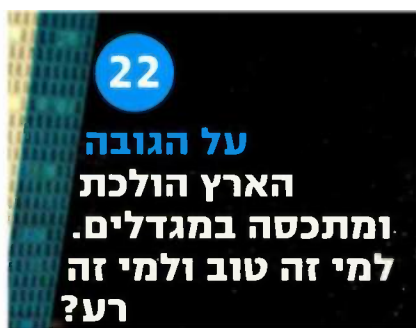 22
על הגובה
הארץ הולכת
ומתכסה במגדלים.
למי זה טוב ולמי זה
רע?